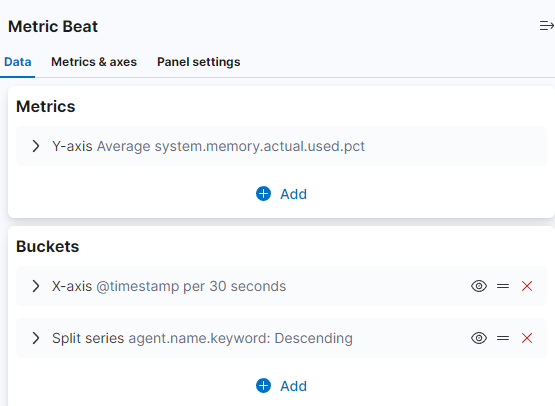 Metric Beat
Data Metrics & axes Panel settings
Metrics
Y-axis Average system.memory.actual.used.pct
Add
Buckets
X-axis @timestamp per 30 seconds
Split series agent.name.keyword: Descending
Add